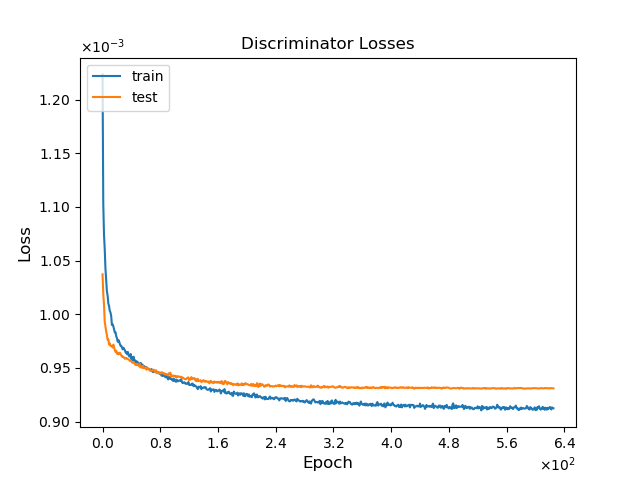 ×10⁻³
Discriminator Losses
train
test
1.20
1.15
1.10
1.05
1.00
0.95
0.90
Loss
0.0 0.8 1.6 2.4 3.2 4.0 4.8 5.6 6.4
Epoch
×10²